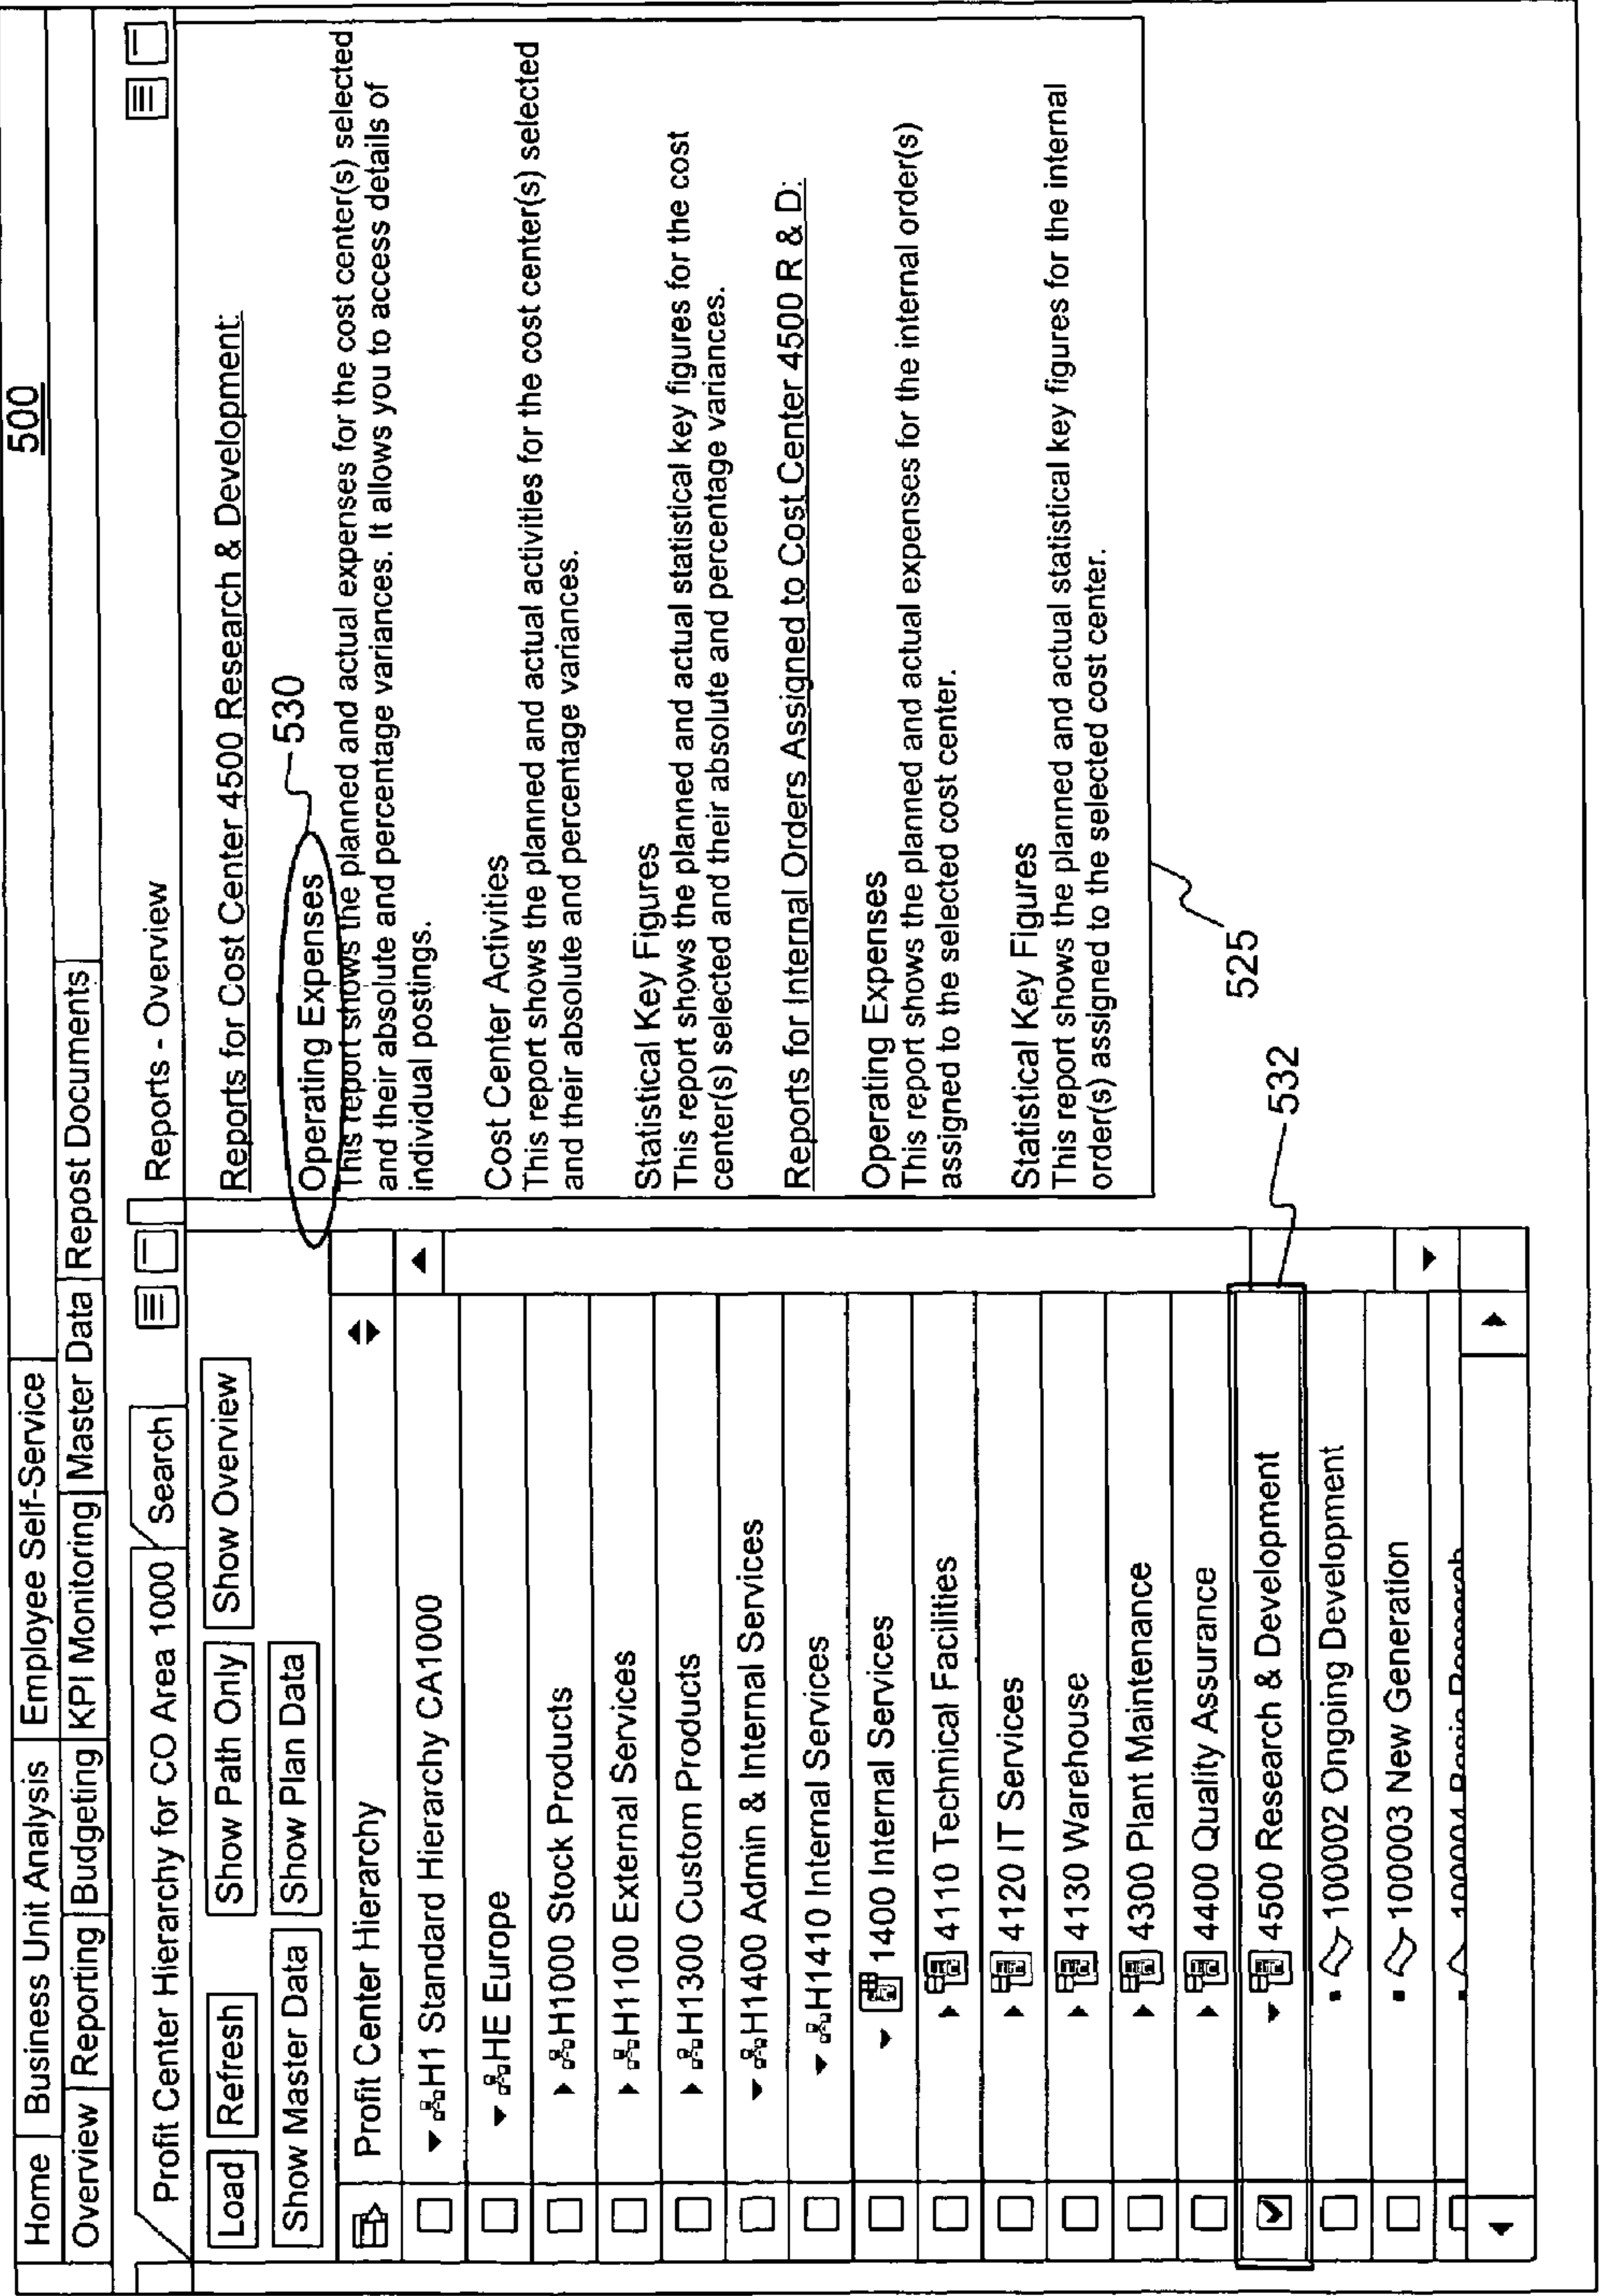 500
Home Business Unit Analysis Employee Self-Service
Overview Reporting Budgeting KPI Monitoring Master Data Repost Documents
Profit Center Hierarchy for CO Area 1000 Search
Load Refresh Show Path Only Show Overview
Show Master Data Show Plan Data
Profit Center Hierarchy
H1 Standard Hierarchy CA1000
HE Europe
H1000 Stock Products
H1100 External Services
H1300 Custom Products
H1400 Admin & Internal Services
H1410 Internal Services
1400 Internal Services
4110 Technical Facilities
4120 IT Services
4130 Warehouse
4300 Plant Maintenance
4400 Quality Assurance
4500 Research & Development
100002 Ongoing Development
100003 New Generation
100004 Basic Research
532
Reports - Overview
Reports for Cost Center 4500 Research & Development:
530
Operating Expenses
This report shows the planned and actual expenses for the cost center(s) selected
and their absolute and percentage variances. It allows you to access details of
individual postings.
Cost Center Activities
This report shows the planned and actual activities for the cost center(s) selected
and their absolute and percentage variances.
Statistical Key Figures
This report shows the planned and actual statistical key figures for the cost
center(s) selected and their absolute and percentage variances.
Reports for Internal Orders Assigned to Cost Center 4500 R & D:
Operating Expenses
This report shows the planned and actual expenses for the internal order(s)
assigned to the selected cost center.
Statistical Key Figures
This report shows the planned and actual statistical key figures for the internal
order(s) assigned to the selected cost center.
525